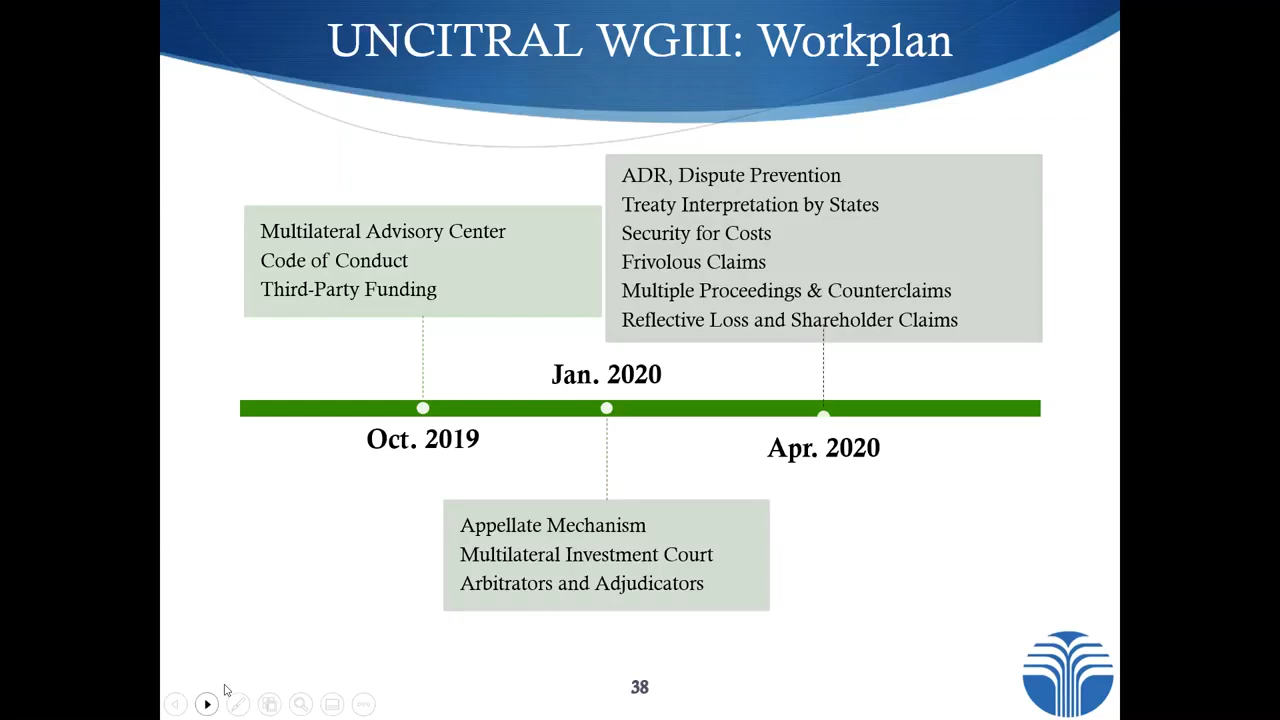 UNCITRAL WGIII: Workplan
Multilateral Advisory Center
Code of Conduct
Third-Party Funding
ADR, Dispute Prevention
Treaty Interpretation by States
Security for Costs
Frivolous Claims
Multiple Proceedings & Counterclaims
Reflective Loss and Shareholder Claims
Jan. 2020
Oct. 2019
Apr. 2020
Appellate Mechanism
Multilateral Investment Court
Arbitrators and Adjudicators
38